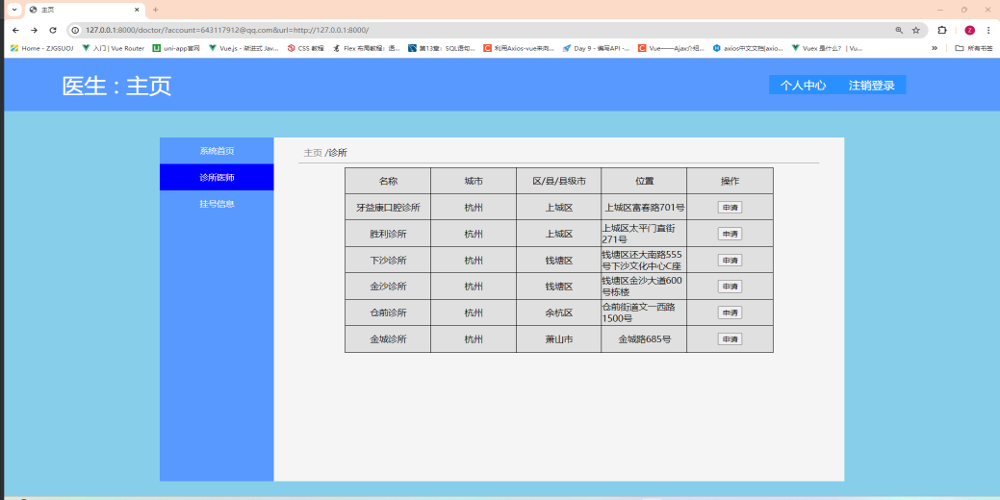 主页
127.0.0.1:8000/doctor/?account=643117912@qq.com&url=http://127.0.0.1:8000/
Home - ZJGSUOJ 入门 | Vue Router uni-app官网 Vue.js - 渐进式 Jav... CSS 教程 Flex 布局教程：语... 第13章：SQL语句... 利用Axios-vue来向... Day 9 - 编写API -... Vue——Ajax介绍... axios中文文档|axio... Vuex 是什么？ | Vu... » 所有书签
医生：主页 个人中心 注销登录
系统首页
诊所医师
挂号信息
主页 /诊所
名称 城市 区/县/县级市 位置 操作
牙益康口腔诊所 杭州 上城区 上城区富春路701号 申请
胜利诊所 杭州 上城区 上城区太平门直街
271号 申请
下沙诊所 杭州 钱塘区 钱塘区还大南路555
号下沙文化中心C座 申请
金沙诊所 杭州 钱塘区 钱塘区金沙大道600
号栋楼 申请
仓前诊所 杭州 余杭区 仓前街道文一西路
1500号 申请
金城诊所 杭州 萧山市 金城路685号 申请